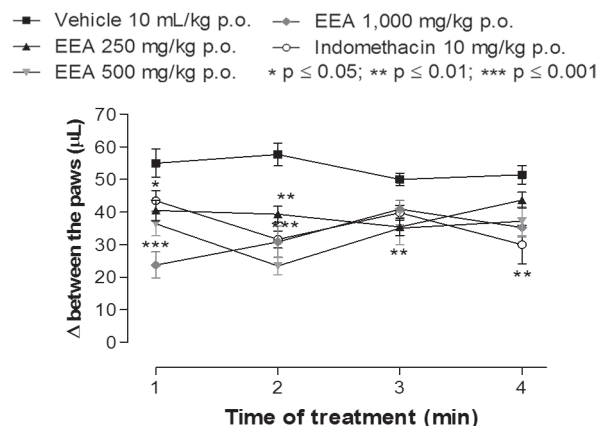 Vehicle 10 mL/kg p.o.
EEA 1,000 mg/kg p.o.
EEA 250 mg/kg p.o.
Indomethacin 10 mg/kg p.o.
EEA 500 mg/kg p.o.
* p ≤ 0.05; ** p ≤ 0.01; *** p ≤ 0.001
Δ between the paws (µL)
70
60
50
40
30
20
10
0
*
***
**
***
**
**
1 2 3 4
Time of treatment (min)